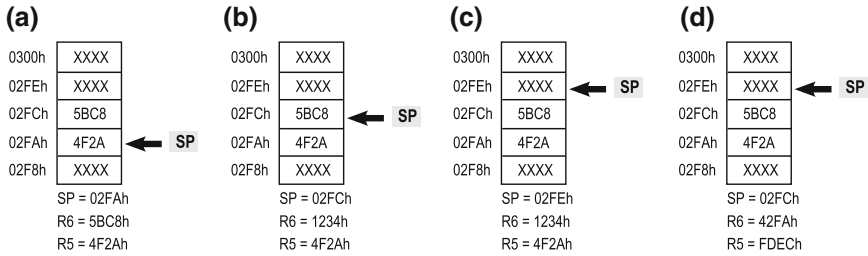 (a)
0300h XXXX
02FEh XXXX
02FCh 5BC8
02FAh 4F2A SP
02F8h XXXX
SP = 02FAh
R6 = 5BC8h
R5 = 4F2Ah
(b)
0300h XXXX
02FEh XXXX
02FCh 5BC8 SP
02FAh 4F2A
02F8h XXXX
SP = 02FCh
R6 = 1234h
R5 = 4F2Ah
(c)
0300h XXXX
02FEh XXXX SP
02FCh 5BC8
02FAh 4F2A
02F8h XXXX
SP = 02FEh
R6 = 1234h
R5 = 4F2Ah
(d)
0300h XXXX
02FEh XXXX SP
02FCh 5BC8
02FAh 4F2A
02F8h XXXX
SP = 02FCh
R6 = 42FAh
R5 = FDECh